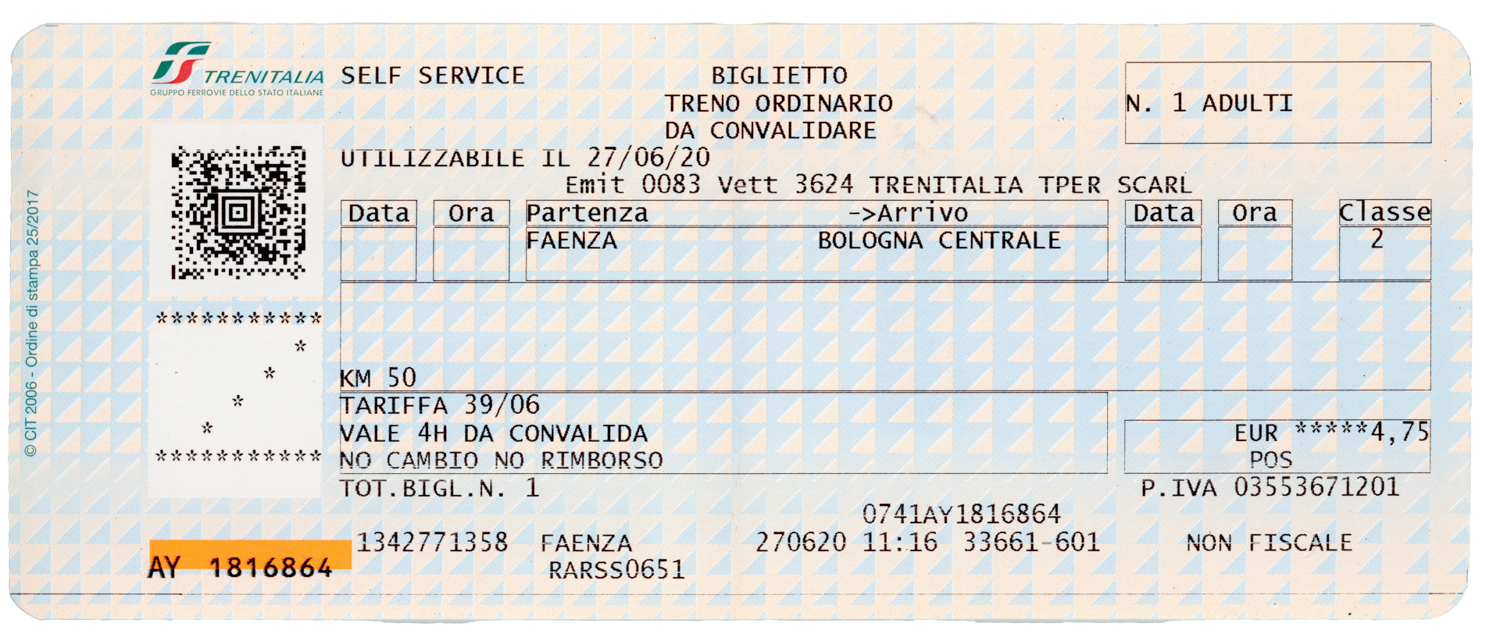 TRENITALIA
GRUPPO FERROVIE DELLO STATO ITALIANE
SELF SERVICE BIGLIETTO
TRENO ORDINARIO
DA CONVALIDARE
N. 1 ADULTI
UTILIZZABILE IL 27/06/20
Emit 0083 Vett 3624 TRENITALIA TPER SCARL
Data Ora Partenza ->Arrivo Data Ora Classe
FAENZA BOLOGNA CENTRALE 2
***********
*
*
*
*
***********
KM 50
TARIFFA 39/06
VALE 4H DA CONVALIDA EUR *****4,75
NO CAMBIO NO RIMBORSO POS
TOT.BIGL.N. 1 P.IVA 03553671201
0741AY1816864
1342771358 FAENZA 270620 11:16 33661-601 NON FISCALE
AY 1816864 RARSS0651
© CIT 2006 - Ordine di stampa 25/2017